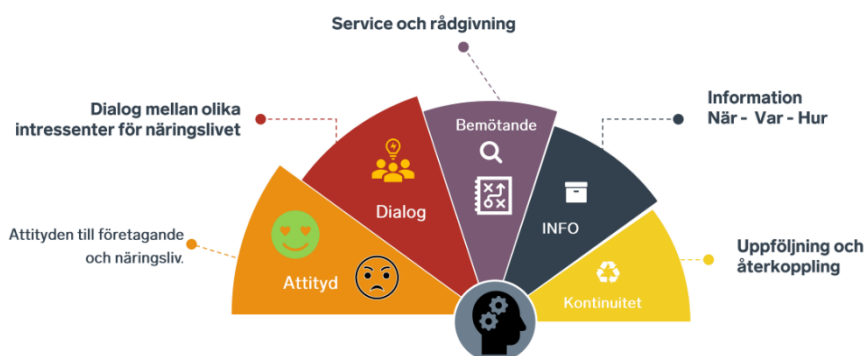 Service och rådgivning
Dialog mellan olika
intressenter för näringslivet
Information
När - Var - Hur
Bemötande
Dialog
INFO
Attityden till företagande
och näringsliv.
Attityd
Uppföljning och
återkoppling
Kontinuitet